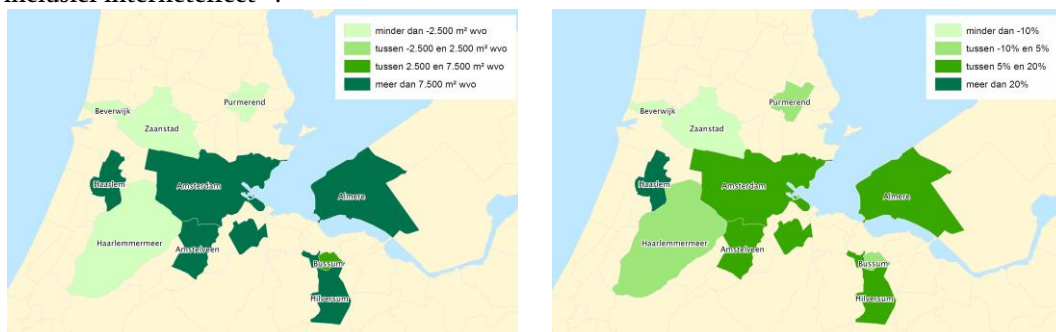 minder dan -2.500 m² wvo
tussen -2.500 en 2.500 m² wvo
tussen 2.500 en 7.500 m² wvo
meer dan 7.500 m² wvo
Purmerend
Beverwijk
Zaanstad
Haarlem
Amsterdam
Almere
Haarlemmermeer
Amstelveen
Bussum
Hilversum
minder dan -10%
tussen -10% en 5%
tussen 5% en 20%
meer dan 20%
Purmerend
Beverwijk
Zaanstad
Haarlem
Amsterdam
Almere
Haarlemmermeer
Amstelveen
Bussum
Hilversum